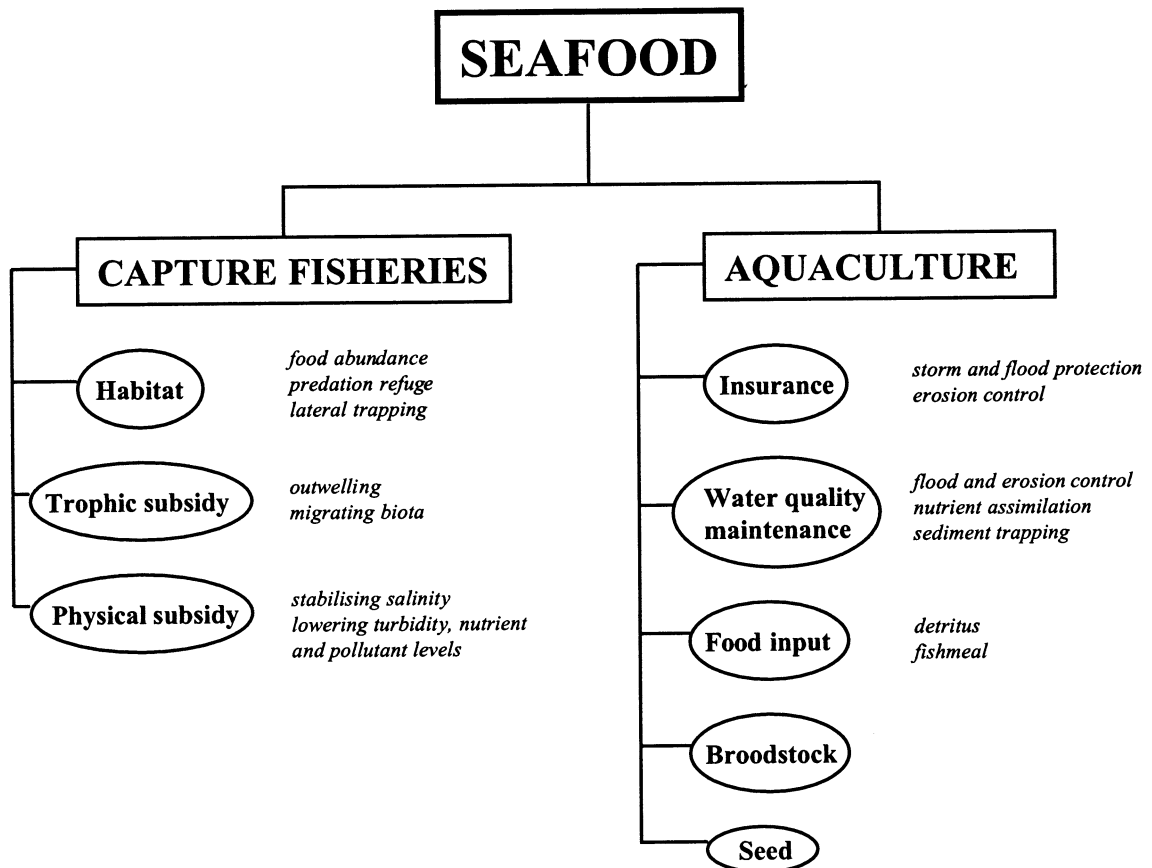 SEAFOOD
CAPTURE FISHERIES
Habitat
food abundance
predation refuge
lateral trapping
Trophic subsidy
outwelling
migrating biota
Physical subsidy
stabilising salinity
lowering turbidity, nutrient
and pollutant levels
AQUACULTURE
Insurance
storm and flood protection
erosion control
Water quality
maintenance
flood and erosion control
nutrient assimilation
sediment trapping
Food input
detritus
fishmeal
Broodstock
Seed